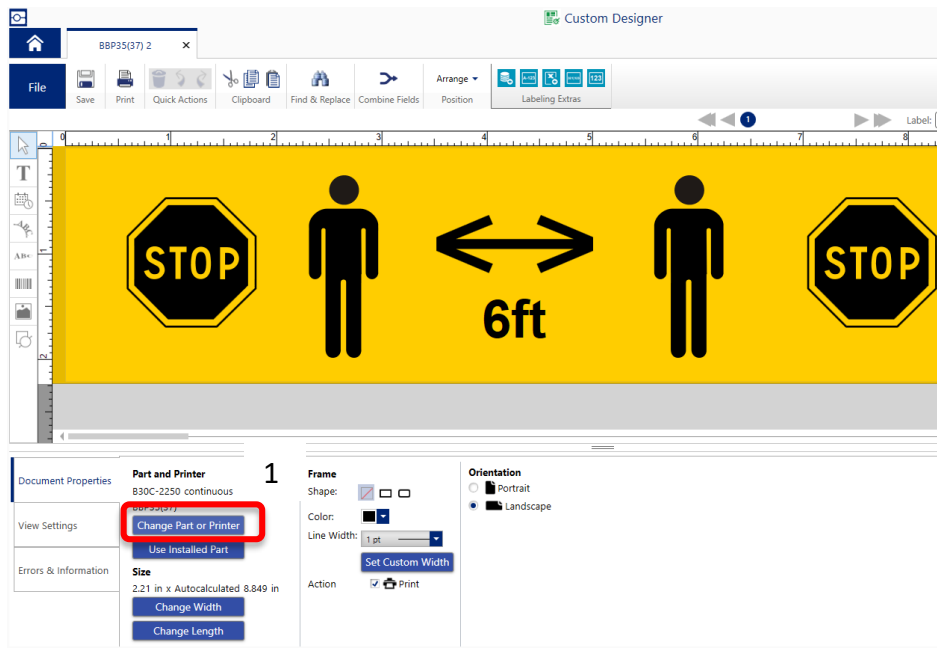 Custom Designer
BBP35(37) 2 ×
File
Save Print Quick Actions Clipboard Find & Replace Combine Fields Arrange Position Labeling Extras
1 Label:
0 1 2 3 4 5 6 7 8
0
1
2
T
ABC
STOP
6ft
STOP
Document Properties
View Settings
Errors & Information
Part and Printer
1
B30C-2250 continuous
BBP35(37)
Change Part or Printer
Use Installed Part
Size
2.21 in x Autocalculated 8.849 in
Change Width
Change Length
Frame
Shape:
Color:
Line Width: 1 pt
Set Custom Width
Action Print
Orientation
Portrait
Landscape